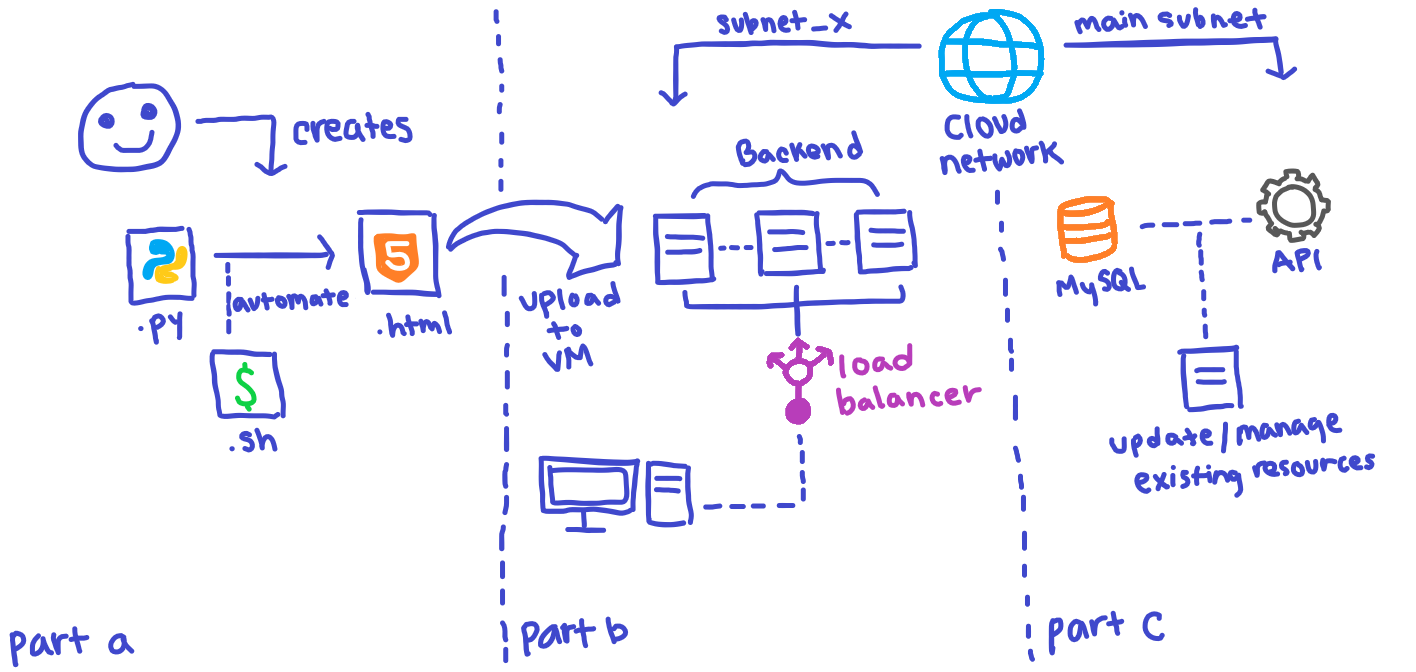 creates
.py
automate
$
.sh
5
.html
part a
upload
to
VM
subnet_x
Backend
load
balancer
part b
Cloud
network
main subnet
MySQL
API
update/manage
existing resources
part c